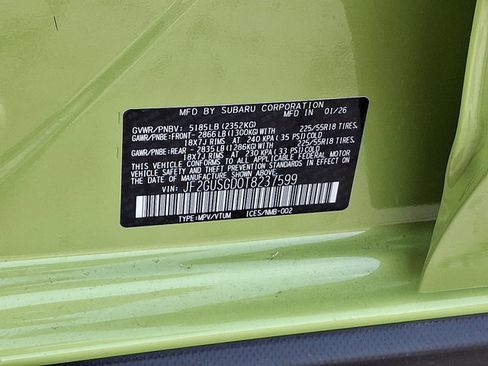 MFD BY SUBARU CORPORATION
MFD IN 01/26
GVWR/PNBV: 5185LB(2352KG)
GAWR/PNBE:FRONT- 2866LB(1300KG)WITH 225/55R18 TIRES.
18X7J RIMS AT 240 KPA(35 PSI)COLD
GAWR/PNBE:REAR - 2835LB(1286KG)WITH 225/55R18 TIRES.
18X7J RIMS AT 230 KPA(33 PSI)COLD
THIS VEHICLE CONFORMS TO ALL APPLICABLE FEDERAL MOTOR
VEHICLE SAFETY AND THEFT PREVENTION STANDARDS IN EFFECT ON THE
DATE OF MANUFACTURE SHOWN ABOVE.
VIN: JF2GUSGD0T8237599
TYPE:MPV/VTUM ICES/NMB-002